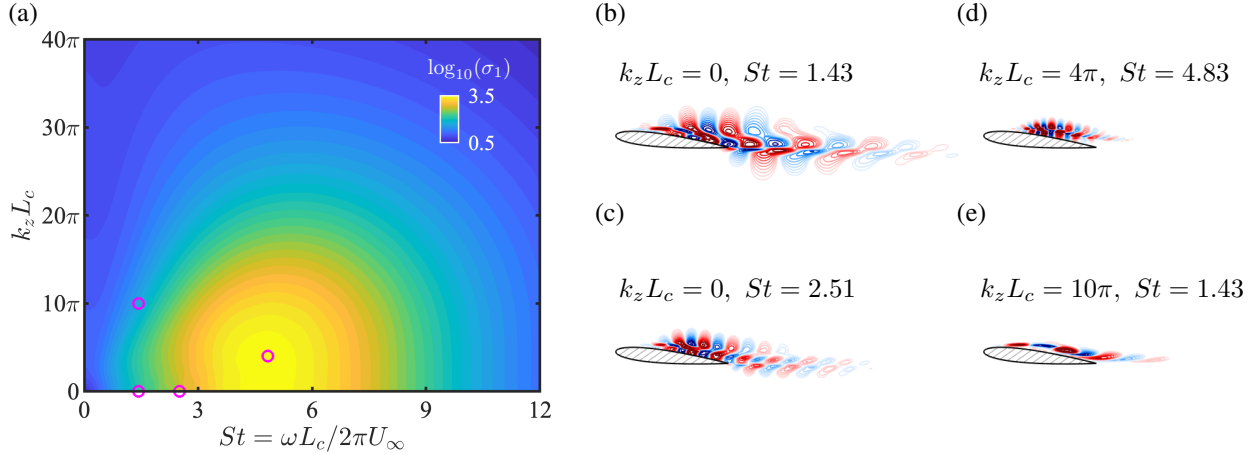 (a)
40π
30π
20π
10π
0
k_z L_c
log₁₀(σ₁)
3.5
0.5
0 3 6 9 12
St = ωL_c/2πU_∞
(b)
k_z L_c = 0, St = 1.43
(c)
k_z L_c = 0, St = 2.51
(d)
k_z L_c = 4π, St = 4.83
(e)
k_z L_c = 10π, St = 1.43